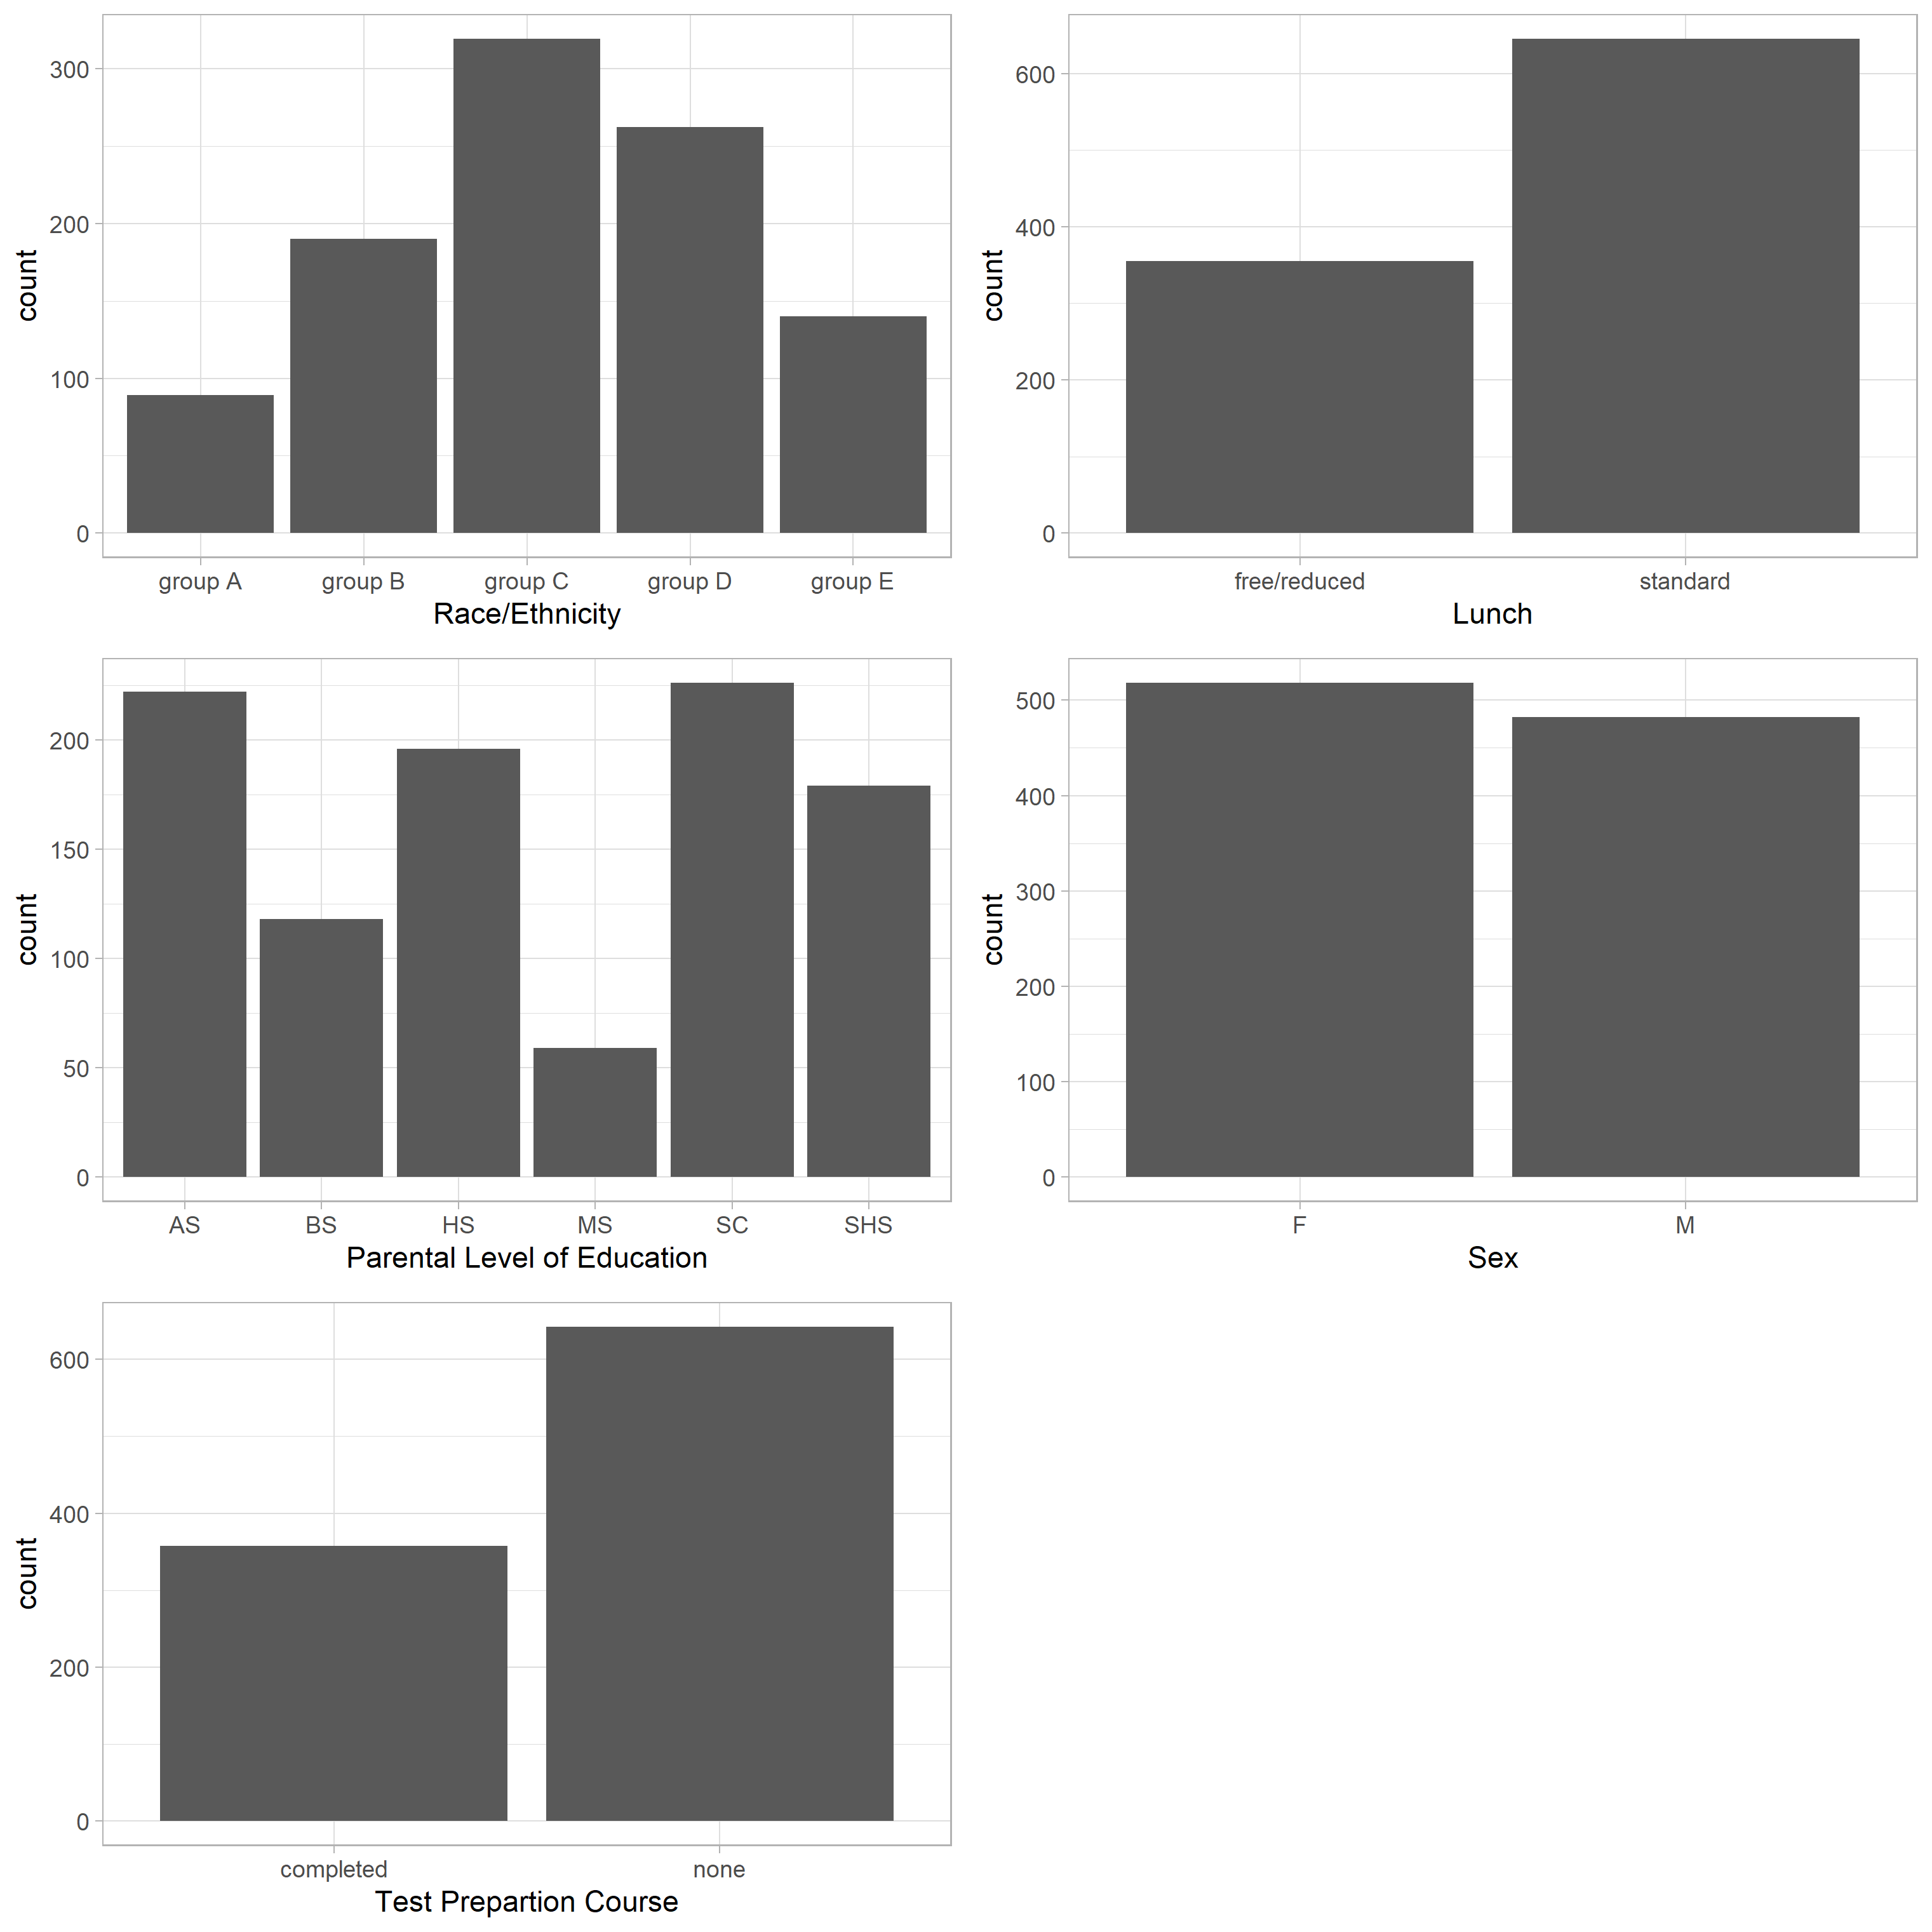 count
300
200
100
0
group A group B group C group D group E
Race/Ethnicity
count
600
400
200
0
free/reduced standard
Lunch
count
200
150
100
50
0
AS BS HS MS SC SHS
Parental Level of Education
count
500
400
300
200
100
0
F M
Sex
count
600
400
200
0
completed none
Test Prepartion Course